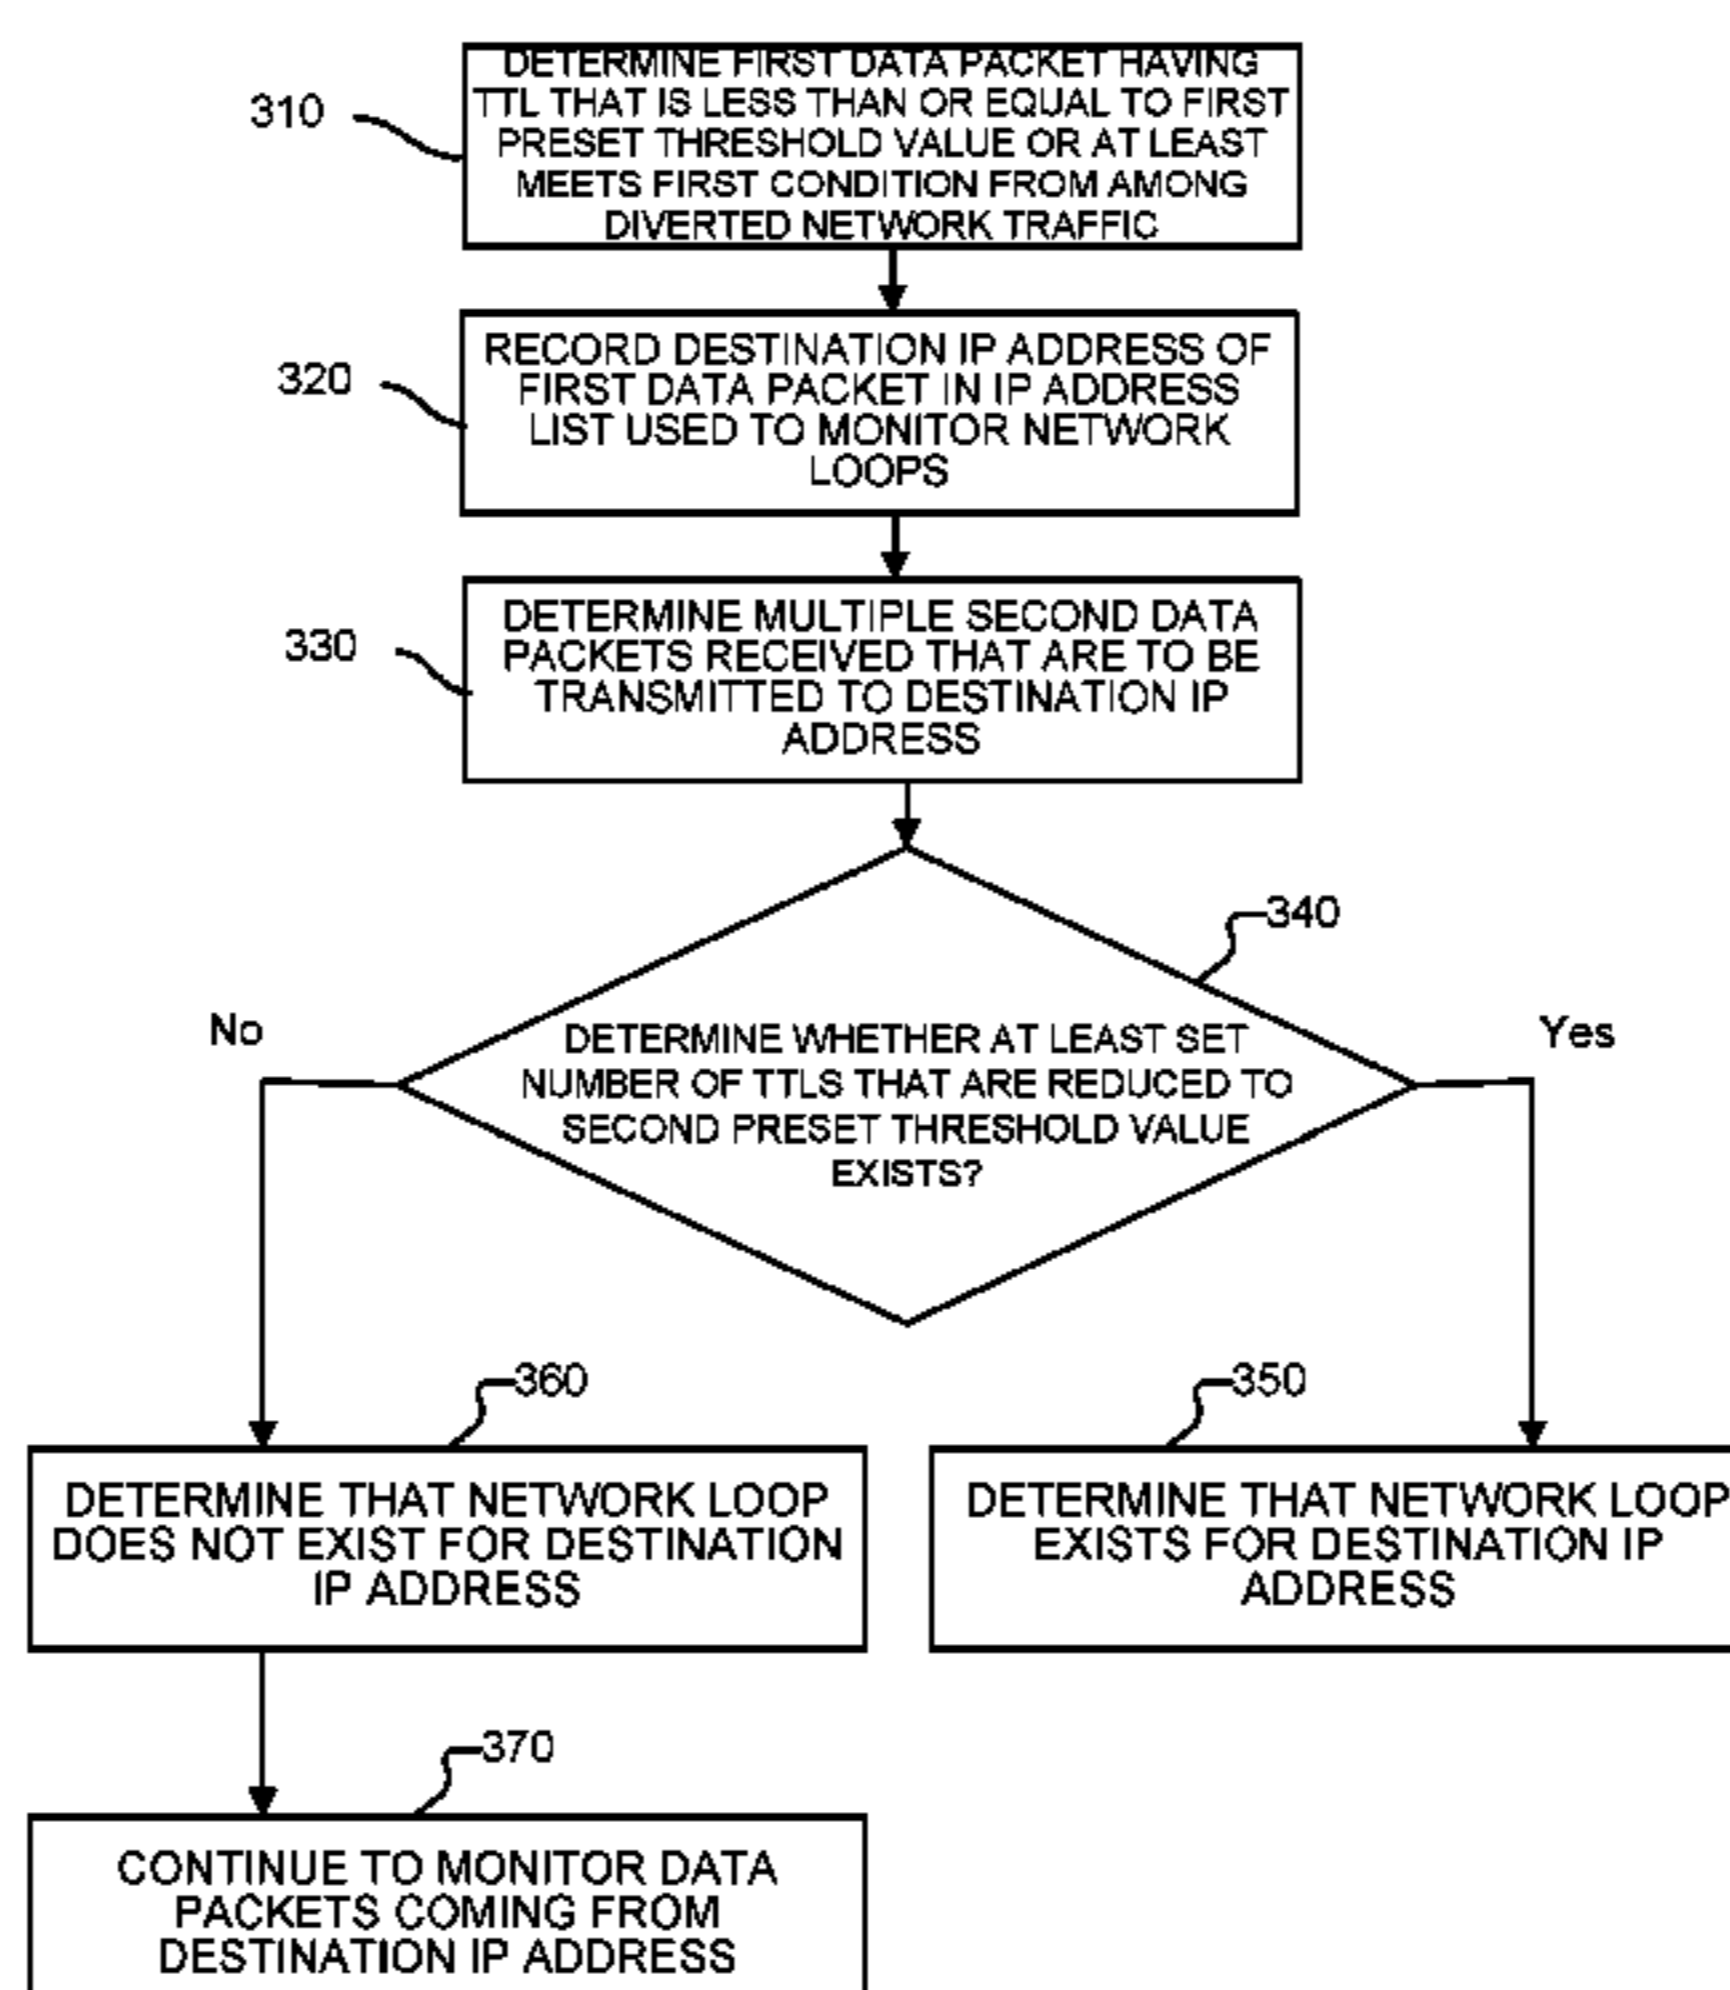 310
DETERMINE FIRST DATA PACKET HAVING
TTL THAT IS LESS THAN OR EQUAL TO FIRST
PRESET THRESHOLD VALUE OR AT LEAST
MEETS FIRST CONDITION FROM AMONG
DIVERTED NETWORK TRAFFIC
320
RECORD DESTINATION IP ADDRESS OF
FIRST DATA PACKET IN IP ADDRESS
LIST USED TO MONITOR NETWORK
LOOPS
330
DETERMINE MULTIPLE SECOND DATA
PACKETS RECEIVED THAT ARE TO BE
TRANSMITTED TO DESTINATION IP
ADDRESS
340
No
Yes
DETERMINE WHETHER AT LEAST SET
NUMBER OF TTLS THAT ARE REDUCED TO
SECOND PRESET THRESHOLD VALUE
EXISTS?
360
DETERMINE THAT NETWORK LOOP
DOES NOT EXIST FOR DESTINATION
IP ADDRESS
350
DETERMINE THAT NETWORK LOOP
EXISTS FOR DESTINATION IP
ADDRESS
370
CONTINUE TO MONITOR DATA
PACKETS COMING FROM
DESTINATION IP ADDRESS